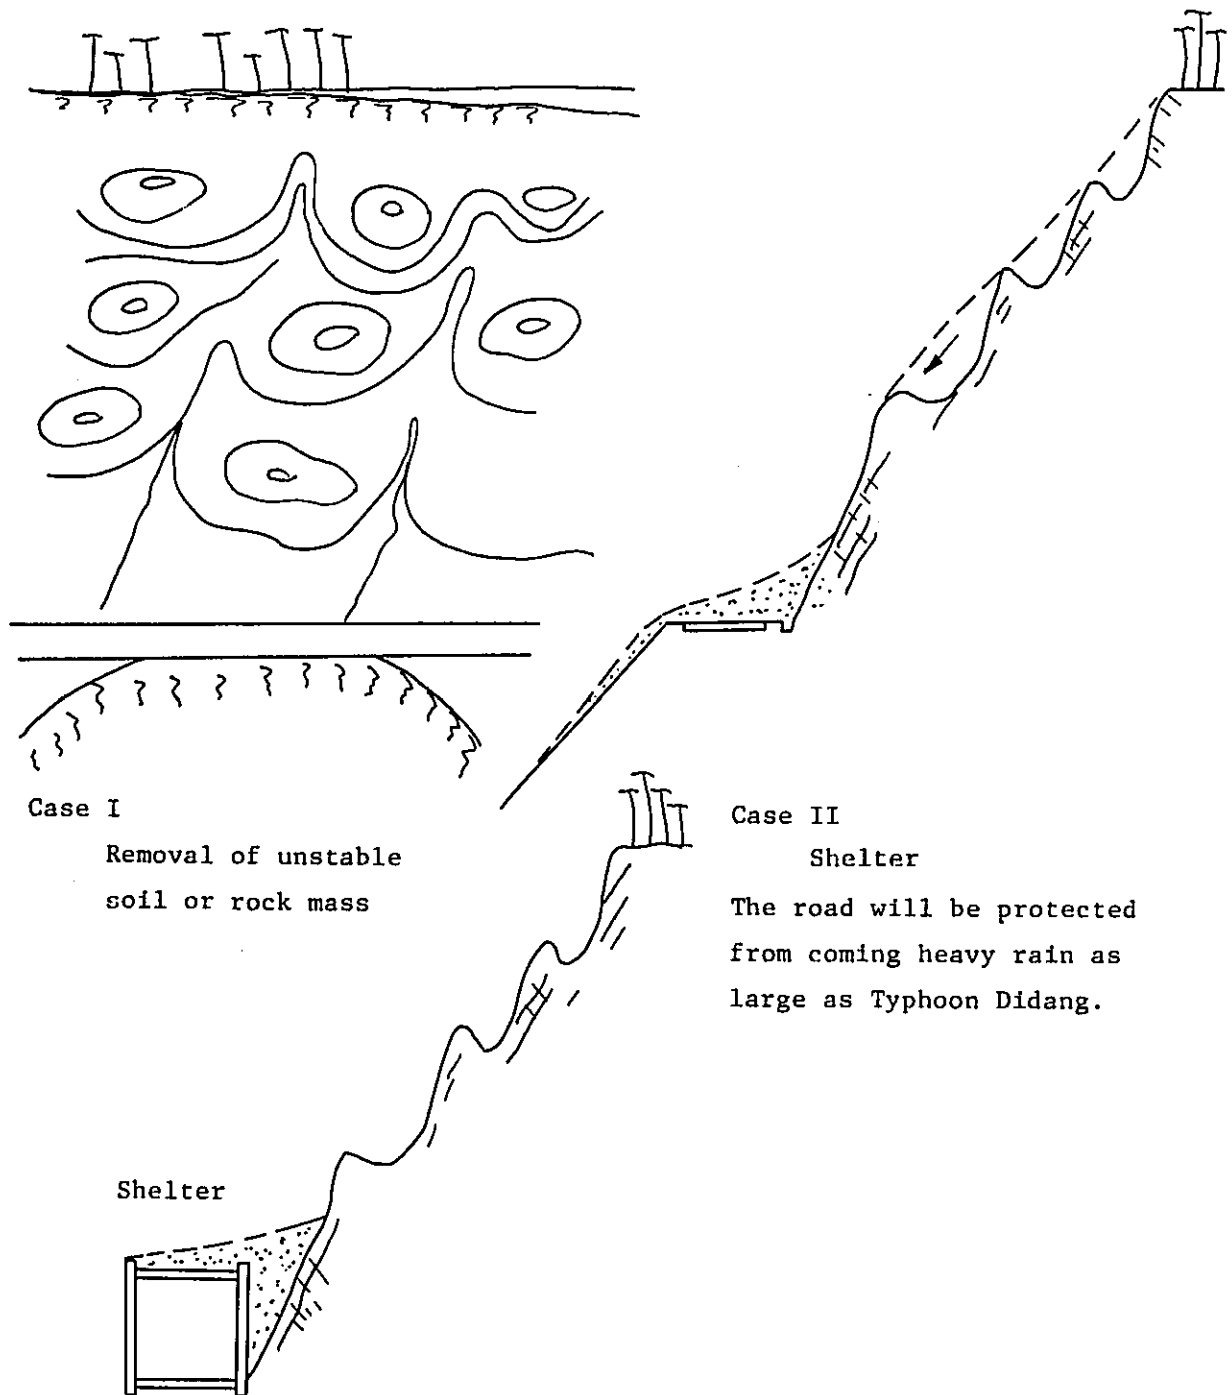 Case I
Removal of unstable
soil or rock mass
Case II
Shelter
The road will be protected
from coming heavy rain as
large as Typhoon Didang.
Shelter